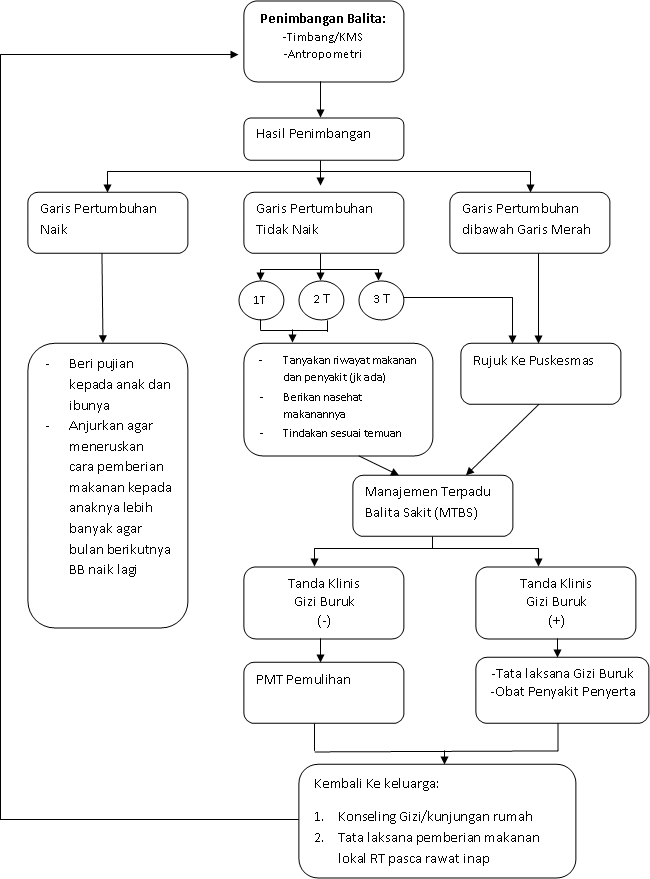 Penimbangan Balita:
-Timbang/KMS
-Antropometri
Hasil Penimbangan
Garis Pertumbuhan
Naik
Garis Pertumbuhan
Tidak Naik
Garis Pertumbuhan
dibawah Garis Merah
1T
2 T
3 T
- Beri pujian
kepada anak dan
ibunya
- Anjurkan agar
meneruskan
cara pemberian
makanan kepada
anaknya lebih
banyak agar
bulan berikutnya
BB naik lagi
- Tanyakan riwayat makanan
dan penyakit (jk ada)
- Berikan nasehat
makanannya
- Tindakan sesuai temuan
Rujuk Ke Puskesmas
Manajemen Terpadu
Balita Sakit (MTBS)
Tanda Klinis
Gizi Buruk
(-)
Tanda Klinis
Gizi Buruk
(+)
PMT Pemulihan
-Tata laksana Gizi Buruk
-Obat Penyakit Penyerta
Kembali Ke keluarga:
1. Konseling Gizi/kunjungan rumah
2. Tata laksana pemberian makanan
lokal RT pasca rawat inap